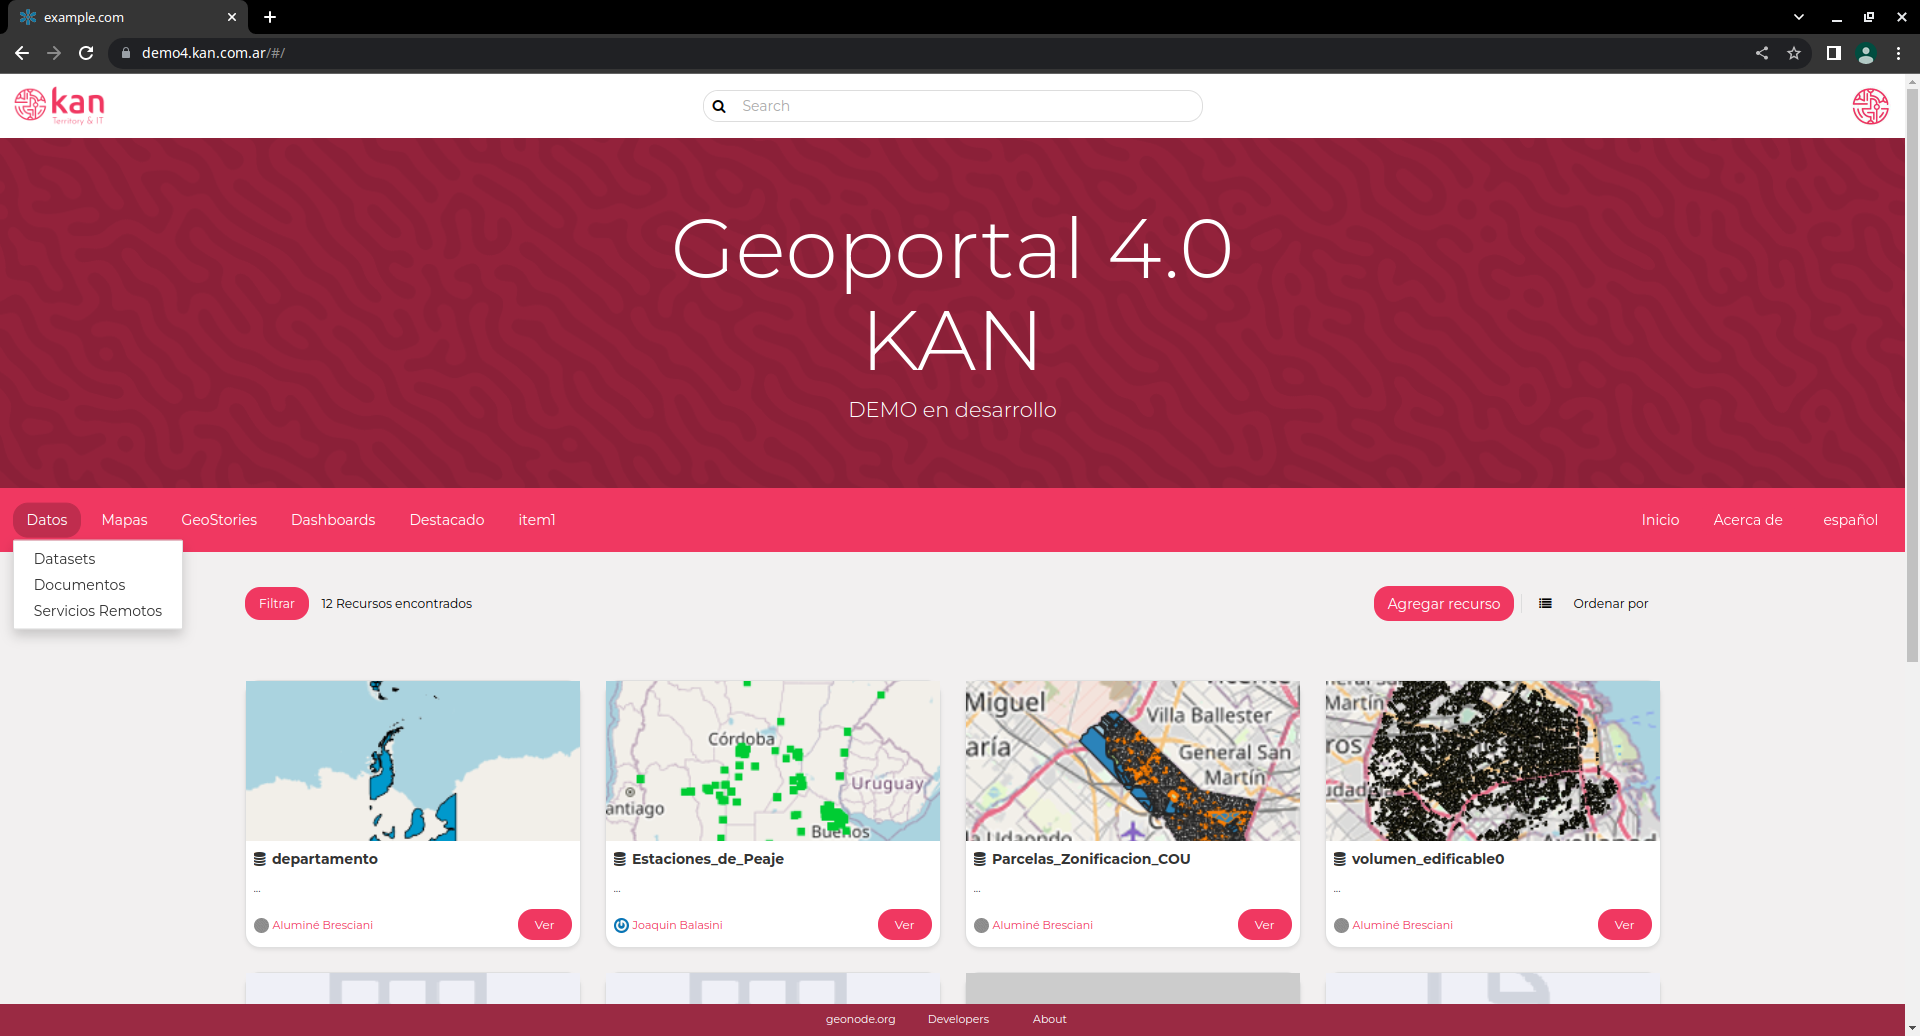 example.com
demo4.kan.com.ar/#/
kan
Territory & IT
Search
Geoportal 4.0
KAN
DEMO en desarrollo
Datos Mapas GeoStories Dashboards Destacado item1 Inicio Acerca de español
Datasets
Documentos
Servicios Remotos
Filtrar 12 Recursos encontrados Agregar recurso Ordenar por
Córdoba
Uruguay
antiago
Buenos
Miguel
Villa Ballester
aría
General San
Martín
Martín
ros
departamento
...
Aluminé Bresciani Ver
Estaciones_de_Peaje
...
Joaquin Balasini Ver
Parcelas_Zonificacion_COU
...
Aluminé Bresciani Ver
volumen_edificable0
...
Aluminé Bresciani Ver
geonode.org Developers About